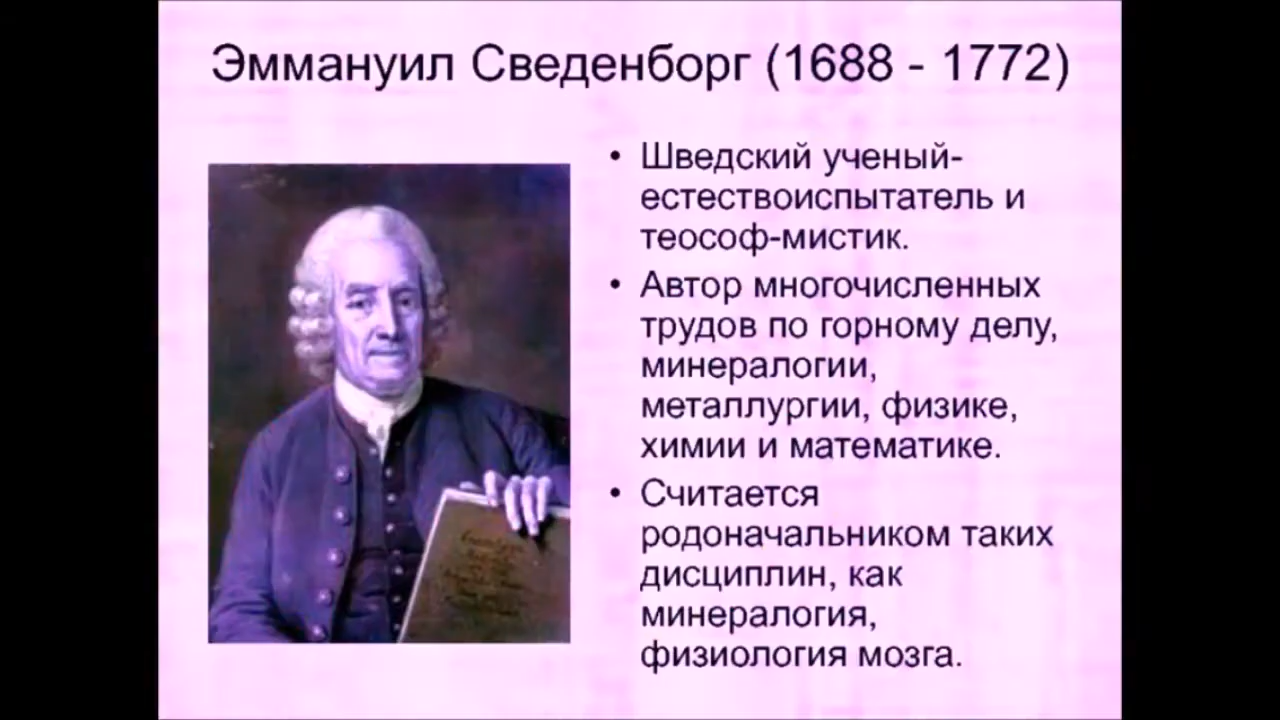 Эммануил Сведенборг (1688 - 1772)
• Шведский ученый-
естествоиспытатель и
теософ-мистик.
• Автор многочисленных
трудов по горному делу,
минералогии,
металлургии, физике,
химии и математике.
• Считается
родоначальником таких
дисциплин, как
минералогия,
физиология мозга.